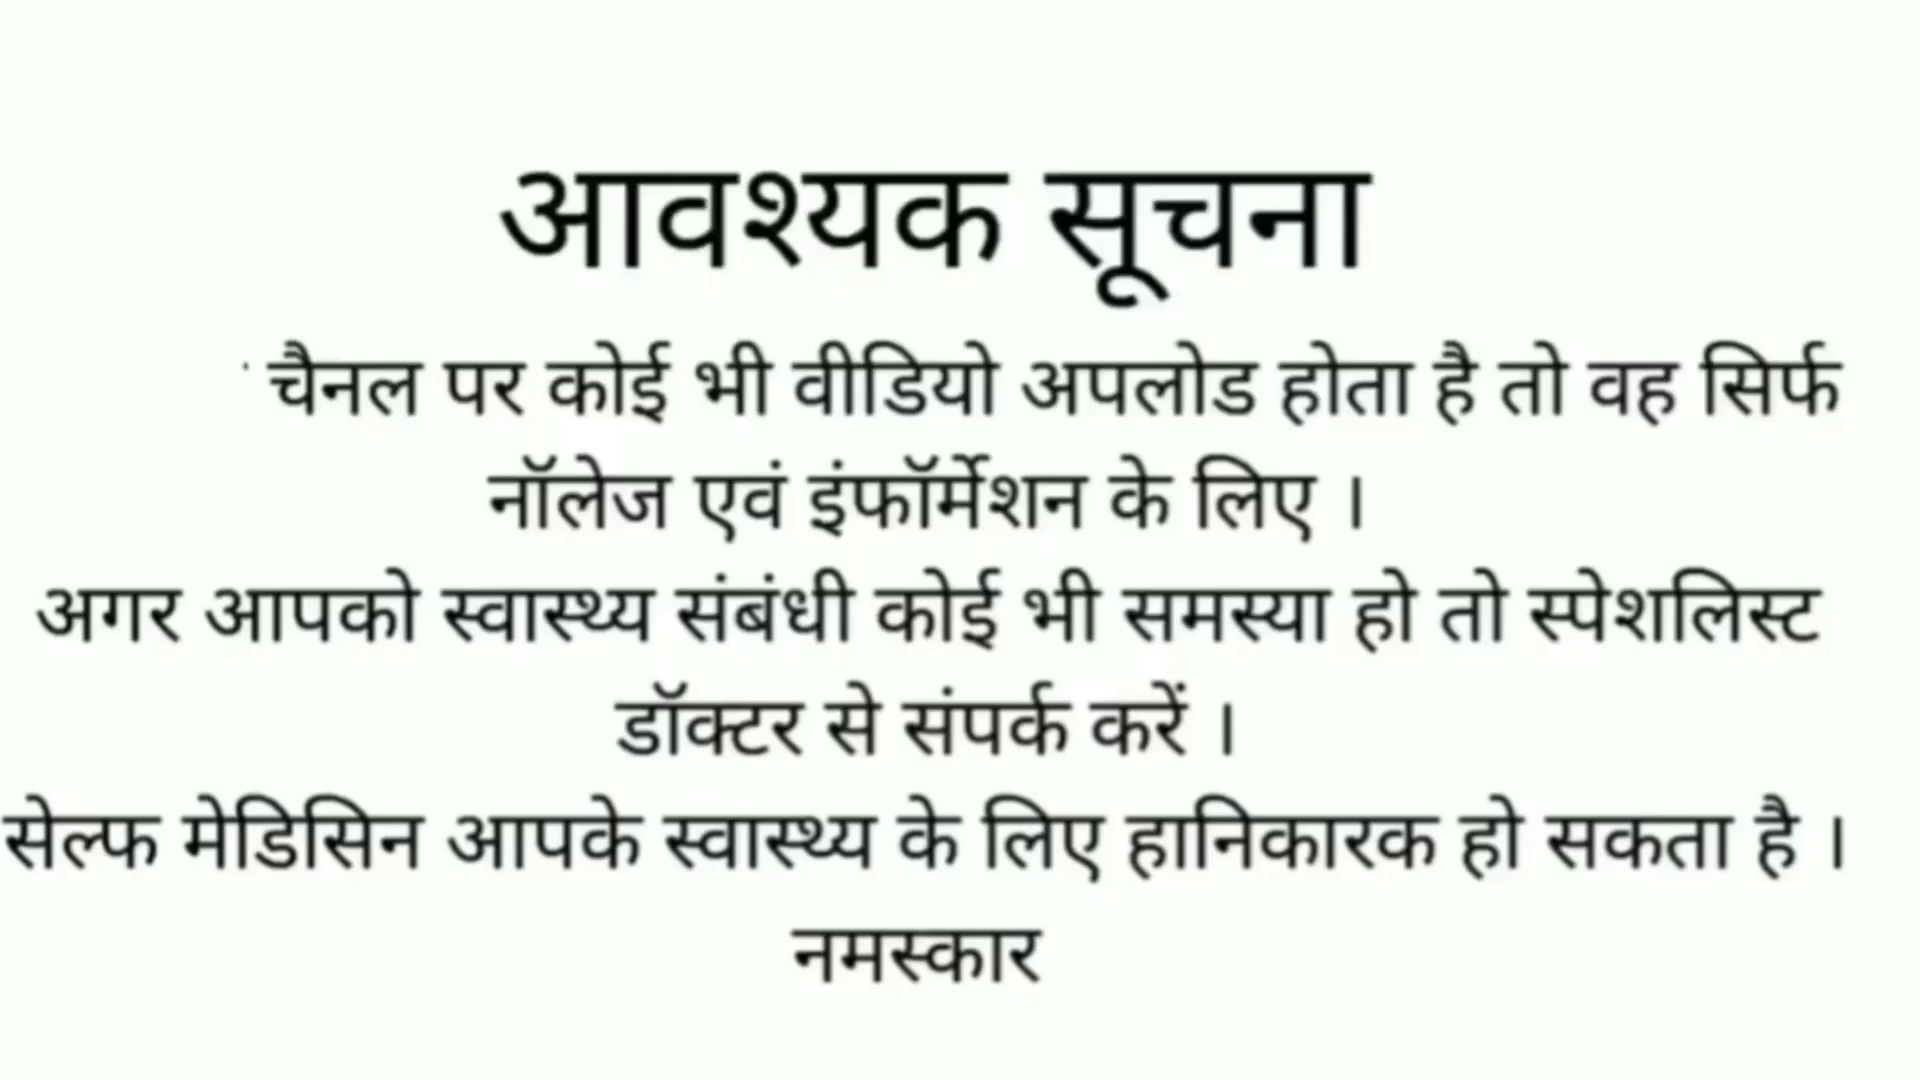 आवश्यक सूचना
चैनल पर कोई भी वीडियो अपलोड होता है तो वह सिर्फ
नॉलेज एवं इंफॉर्मेशन के लिए ।
अगर आपको स्वास्थ्य संबंधी कोई भी समस्या हो तो स्पेशलिस्ट
डॉक्टर से संपर्क करें ।
सेल्फ मेडिसिन आपके स्वास्थ्य के लिए हानिकारक हो सकता है ।
नमस्कार